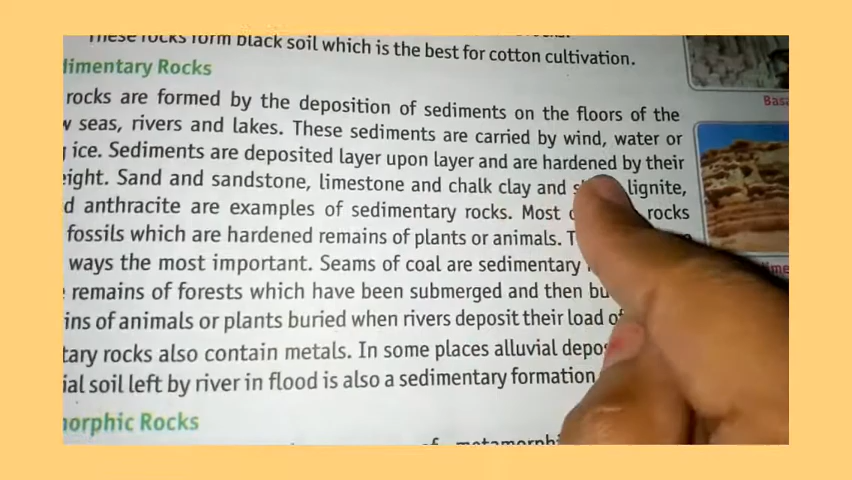 These rocks form black soil which is the best for cotton cultivation.
dimentary Rocks
rocks are formed by the deposition of sediments on the floors of the
w seas, rivers and lakes. These sediments are carried by wind, water or
g ice. Sediments are deposited layer upon layer and are hardened by their
eight. Sand and sandstone, limestone and chalk clay and lignite,
d anthracite are examples of sedimentary rocks. Most rocks
fossils which are hardened remains of plants or animals.
ways the most important. Seams of coal are sedimentary
remains of forests which have been submerged and then
ins of animals or plants buried when rivers deposit their load of
tary rocks also contain metals. In some places alluvial
ial soil left by river in flood is also a sedimentary formation
morphic Rocks
of
Basa